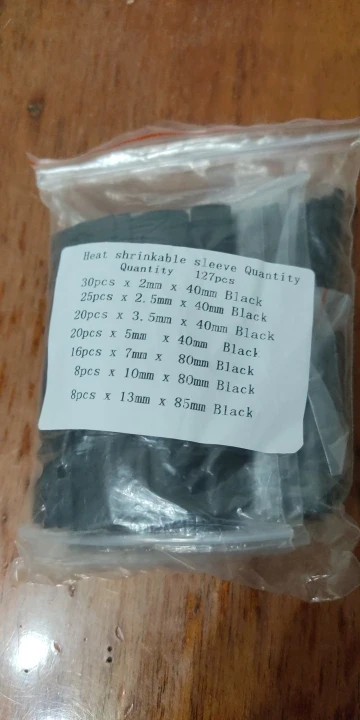 Heat shrinkable sleeve Quantity
Quantity 127pcs
30pcs x 2mm x 40mm Black
25pcs x 2.5mm x 40mm Black
20pcs x 3.5mm x 40mm Black
20pcs x 5mm x 40mm Black
16pcs x 7mm x 80mm Black
8pcs x 10mm x 80mm Black
8pcs x 13mm x 85mm Black